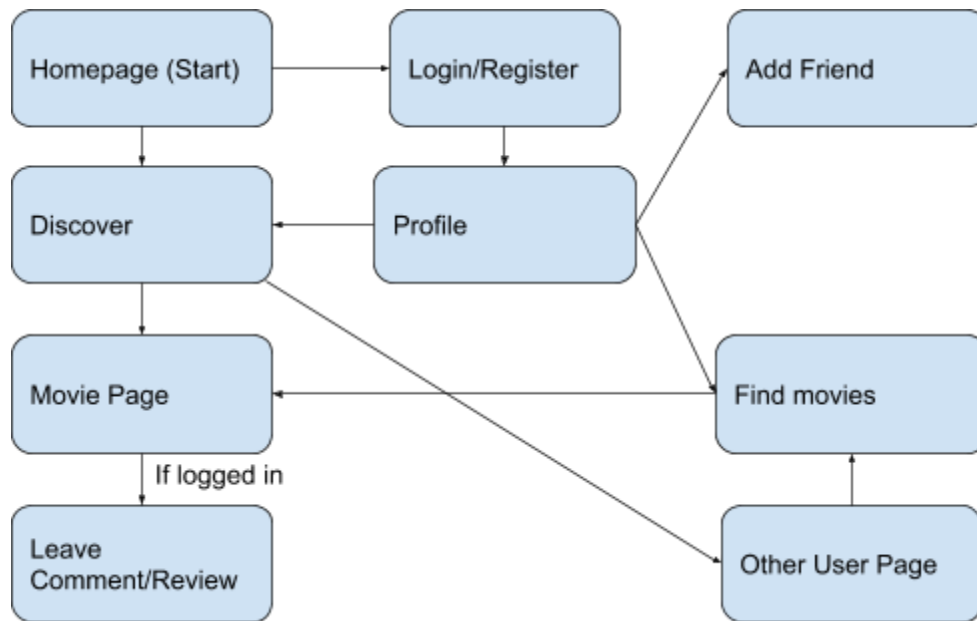 Homepage (Start)
Login/Register
Add Friend
Discover
Profile
Movie Page
Find movies
If logged in
Leave
Comment/Review
Other User Page